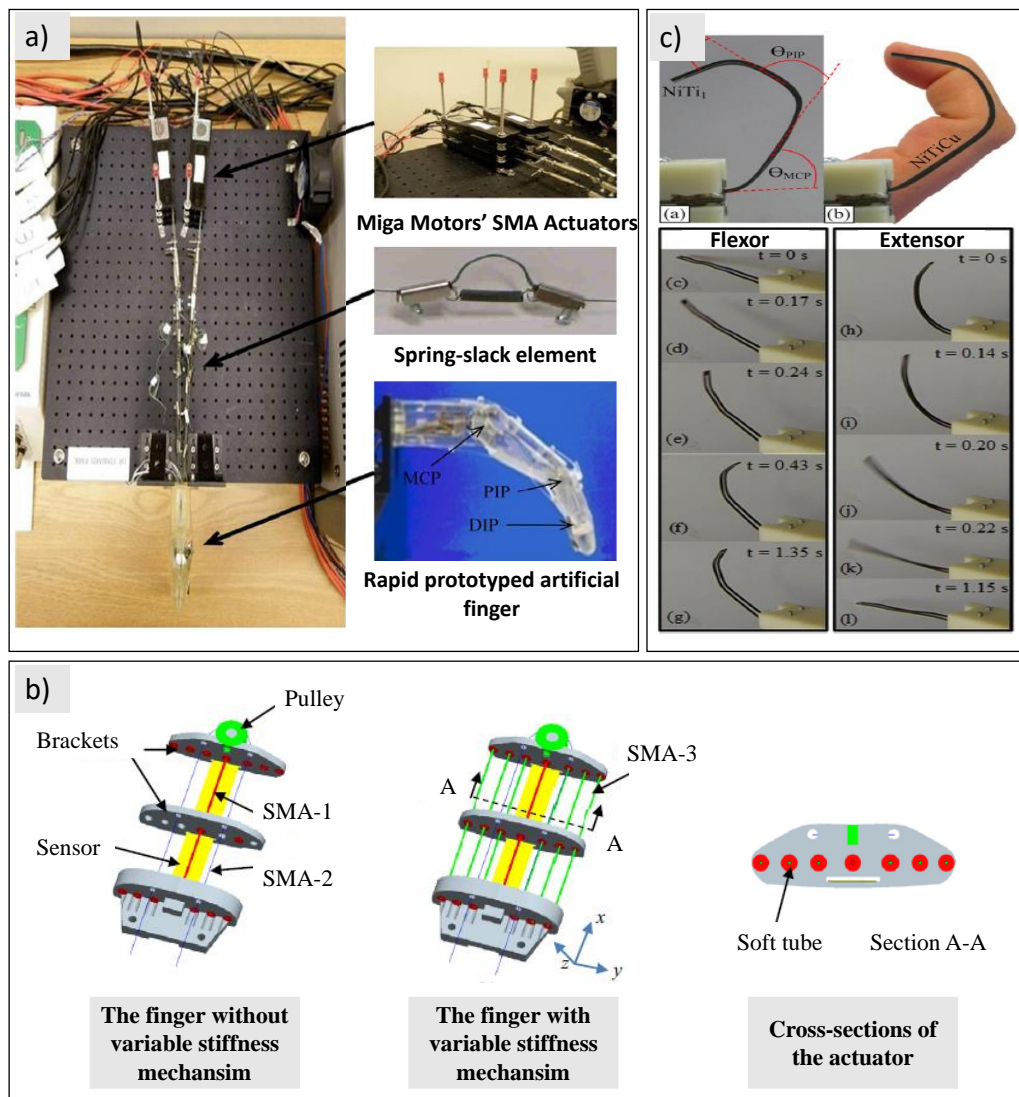 a)
Miga Motors' SMA Actuators
Spring-slack element
MCP
PIP
DIP
Rapid prototyped artificial
finger
c)
NiTi₁
Θ_PIP
Θ_MCP
(a)
NiTiCu
(b)
Flexor
t = 0 s
(c)
t = 0.17 s
(d)
t = 0.24 s
(e)
t = 0.43 s
(f)
t = 1.35 s
(g)
Extensor
t = 0 s
(h)
t = 0.14 s
(i)
t = 0.20 s
(j)
t = 0.22 s
(k)
t = 1.15 s
(l)
b)
Pulley
Brackets
SMA-1
Sensor
SMA-2
SMA-3
A
A
x
z
y
Soft tube
Section A-A
The finger without
variable stiffness
mechansim
The finger with
variable stiffness
mechansim
Cross-sections of
the actuator